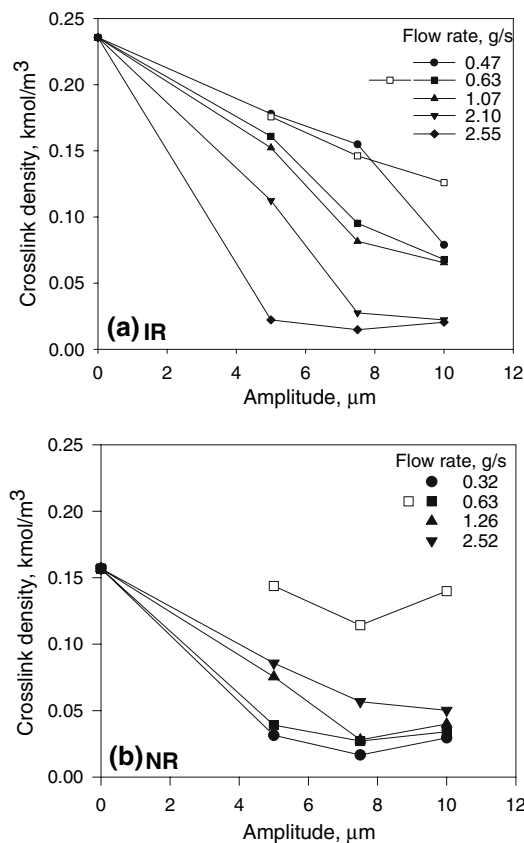 Flow rate, g/s
0.47
0.63
1.07
2.10
2.55
Crosslink density, kmol/m³
0.25
0.20
0.15
0.10
0.05
0.00
(a) IR
0 2 4 6 8 10 12
Amplitude, μm
Flow rate, g/s
0.32
0.63
1.26
2.52
Crosslink density, kmol/m³
0.25
0.20
0.15
0.10
0.05
0.00
(b) NR
0 2 4 6 8 10 12
Amplitude, μm